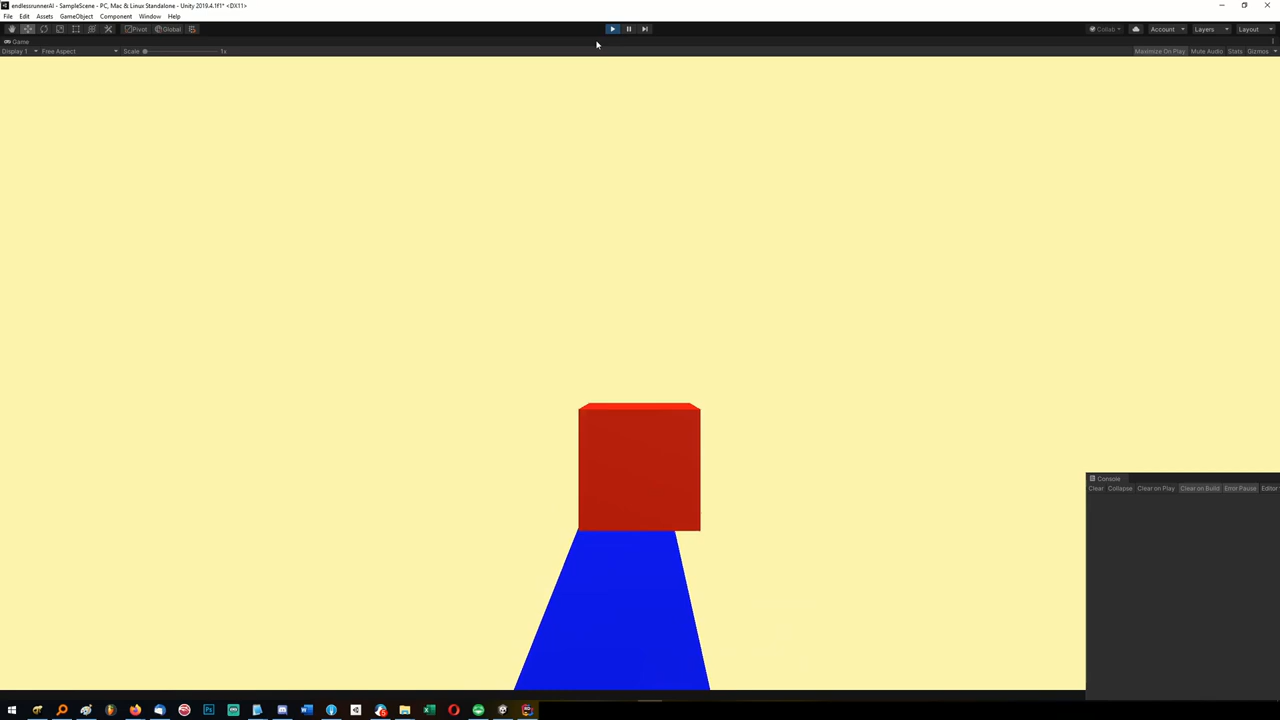 endlessrunnerAI - SampleScene - PC, Mac & Linux Standalone - Unity 2019.4.1f1* <DX11>
File Edit Assets GameObject Component Window Help
Pivot Global Collab Account Layers Layout
Game
Display 1 Free Aspect Scale 1x Maximize On Play Mute Audio Stats Gizmos
Console
Clear Collapse Clear on Play Clear on Build Error Pause Editor